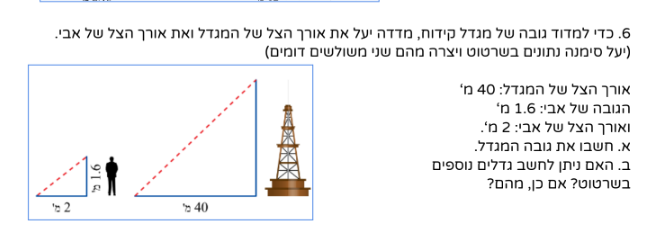 6. כדי למדוד גובה של מגדל קידוח, מדדה יעל את אורך הצל של המגדל ואת אורך הצל של אבי.
(יעל סימנה נתונים בשרטוט ויצרה מהם שני משולשים דומים)
אורך הצל של המגדל: 40 מ'
הגובה של אבי: 1.6 מ'
ואורך הצל של אבי: 2 מ'.
א. חשבו את גובה המגדל.
ב. האם ניתן לחשב גדלים נוספים
בשרטוט? אם כן, מהם?
1.6 מ'
2 מ'
40 מ'